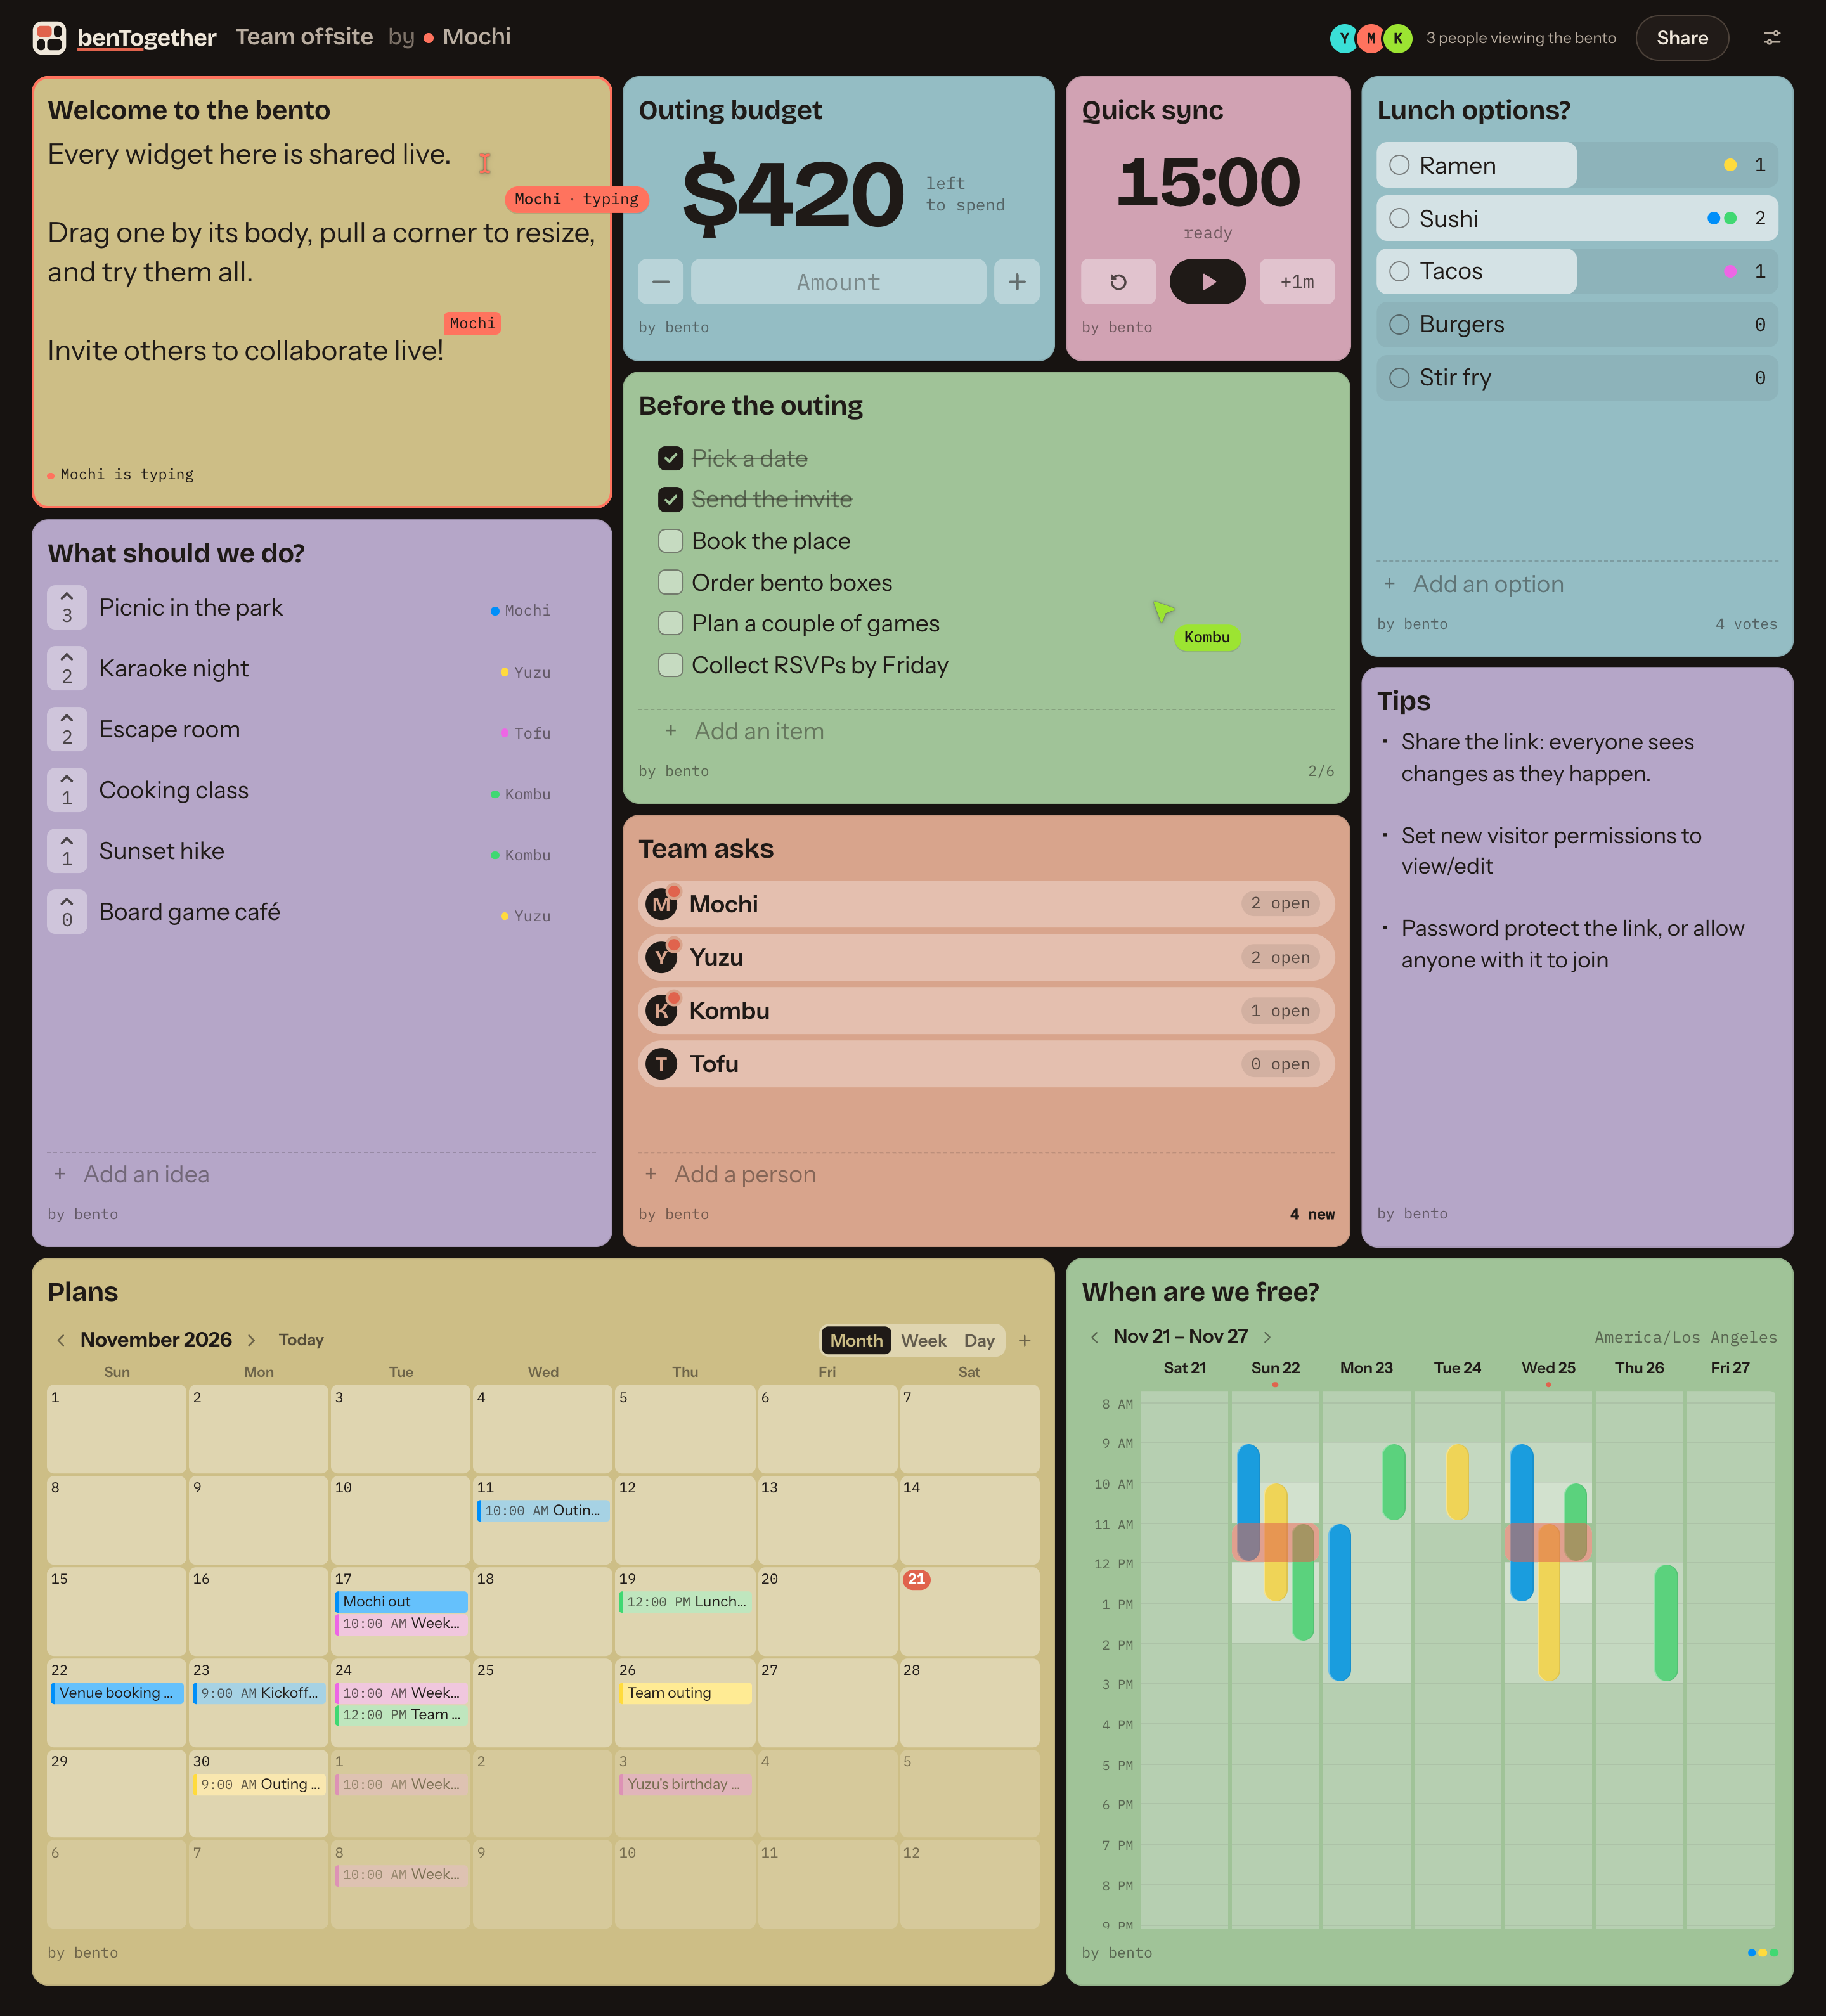 benTogether Team offsite by Mochi
Y M K 3 people viewing the bento Share
Welcome to the bento
Every widget here is shared live.
Mochi · typing
Drag one by its body, pull a corner to resize,
and try them all.
Mochi
Invite others to collaborate live!
Mochi is typing
Outing budget
$420
left
to spend
− Amount +
by bento
Quick sync
15:00
ready
+1m
by bento
Lunch options?
Ramen 1
Sushi 2
Tacos 1
Burgers 0
Stir fry 0
+ Add an option
by bento 4 votes
What should we do?
3 Picnic in the park Mochi
2 Karaoke night Yuzu
2 Escape room Tofu
1 Cooking class Kombu
1 Sunset hike Kombu
0 Board game café Yuzu
+ Add an idea
by bento
Before the outing
Pick a date
Send the invite
Book the place
Order bento boxes
Plan a couple of games
Kombu
Collect RSVPs by Friday
+ Add an item
by bento 2/6
Team asks
M Mochi 2 open
Y Yuzu 2 open
K Kombu 1 open
T Tofu 0 open
+ Add a person
by bento 4 new
Tips
· Share the link: everyone sees
changes as they happen.
· Set new visitor permissions to
view/edit
· Password protect the link, or allow
anyone with it to join
by bento
Plans
November 2026 Today Month Week Day +
Sun Mon Tue Wed Thu Fri Sat
1 2 3 4 5 6 7
8 9 10 11 12 13 14
10:00 AM Outin...
15 16 17 18 19 20 21
Mochi out 12:00 PM Lunch...
10:00 AM Week...
22 23 24 25 26 27 28
Venue booking ... 9:00 AM Kickoff... 10:00 AM Week... Team outing
12:00 PM Team ...
29 30 1 2 3 4 5
9:00 AM Outing ... 10:00 AM Week... Yuzu's birthday ...
6 7 8 9 10 11 12
10:00 AM Week...
by bento
When are we free?
Nov 21 – Nov 27 America/Los Angeles
Sat 21 Sun 22 Mon 23 Tue 24 Wed 25 Thu 26 Fri 27
8 AM
9 AM
10 AM
11 AM
12 PM
1 PM
2 PM
3 PM
4 PM
5 PM
6 PM
7 PM
8 PM
9 PM
by bento